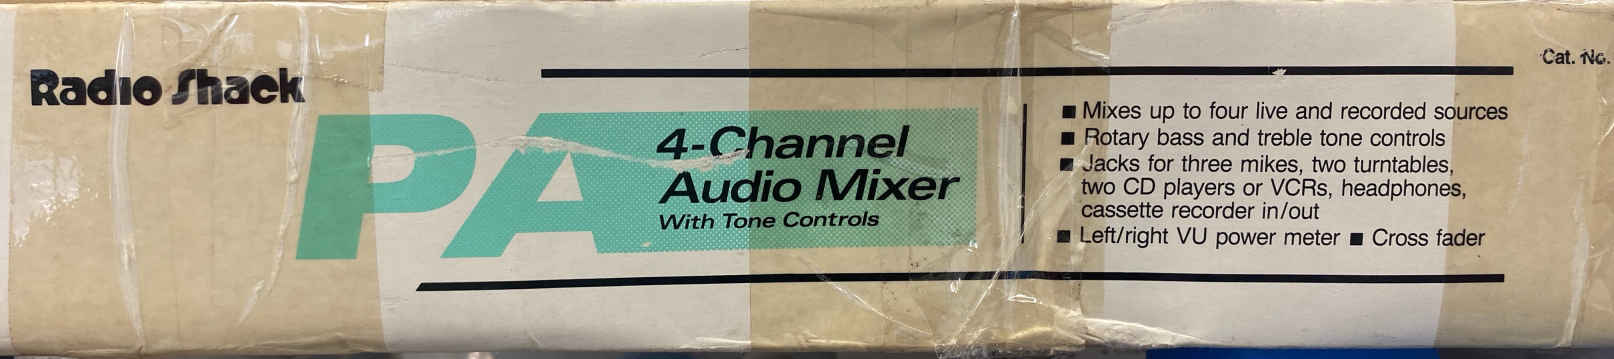 Radio Shack
PA
4-Channel
Audio Mixer
With Tone Controls
■ Mixes up to four live and recorded sources
■ Rotary bass and treble tone controls
■ Jacks for three mikes, two turntables,
two CD players or VCRs, headphones,
cassette recorder in/out
■ Left/right VU power meter ■ Cross fader
Cat. No.